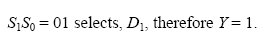 S₁S₀ = 01 selects, D₁, therefore Y = 1.